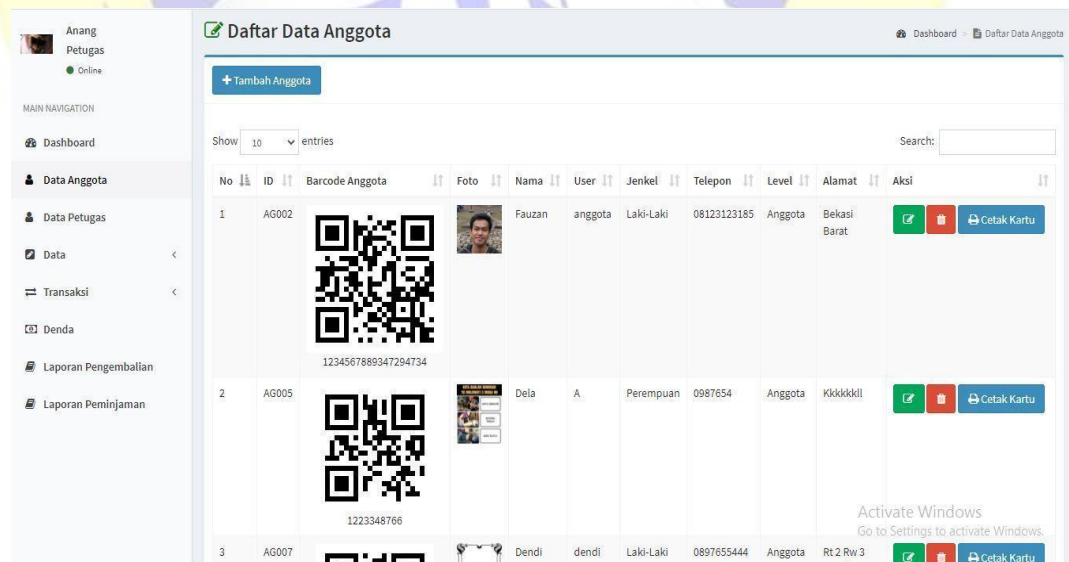 Anang
Petugas
Online
MAIN NAVIGATION
Dashboard
Data Anggota
Data Petugas
Data
Transaksi
Denda
Laporan Pengembalian
Laporan Peminjaman
Daftar Data Anggota
Dashboard > Daftar Data Anggota
+ Tambah Anggota
Show 10 entries
Search:
No ID Barcode Anggota Foto Nama User Jenkel Telepon Level Alamat Aksi
1 AG002 Fauzan anggota Laki-Laki 08123123185 Anggota Bekasi Barat Cetak Kartu
1234567889347294734
2 AG005 Dela A Perempuan 0987654 Anggota Kkkkkkll Cetak Kartu
1223348766
Activate Windows
Go to Settings to activate Windows.
3 AG007 Dendi dendi Laki-Laki 0897655444 Anggota Rt 2 Rw 3 Cetak Kartu